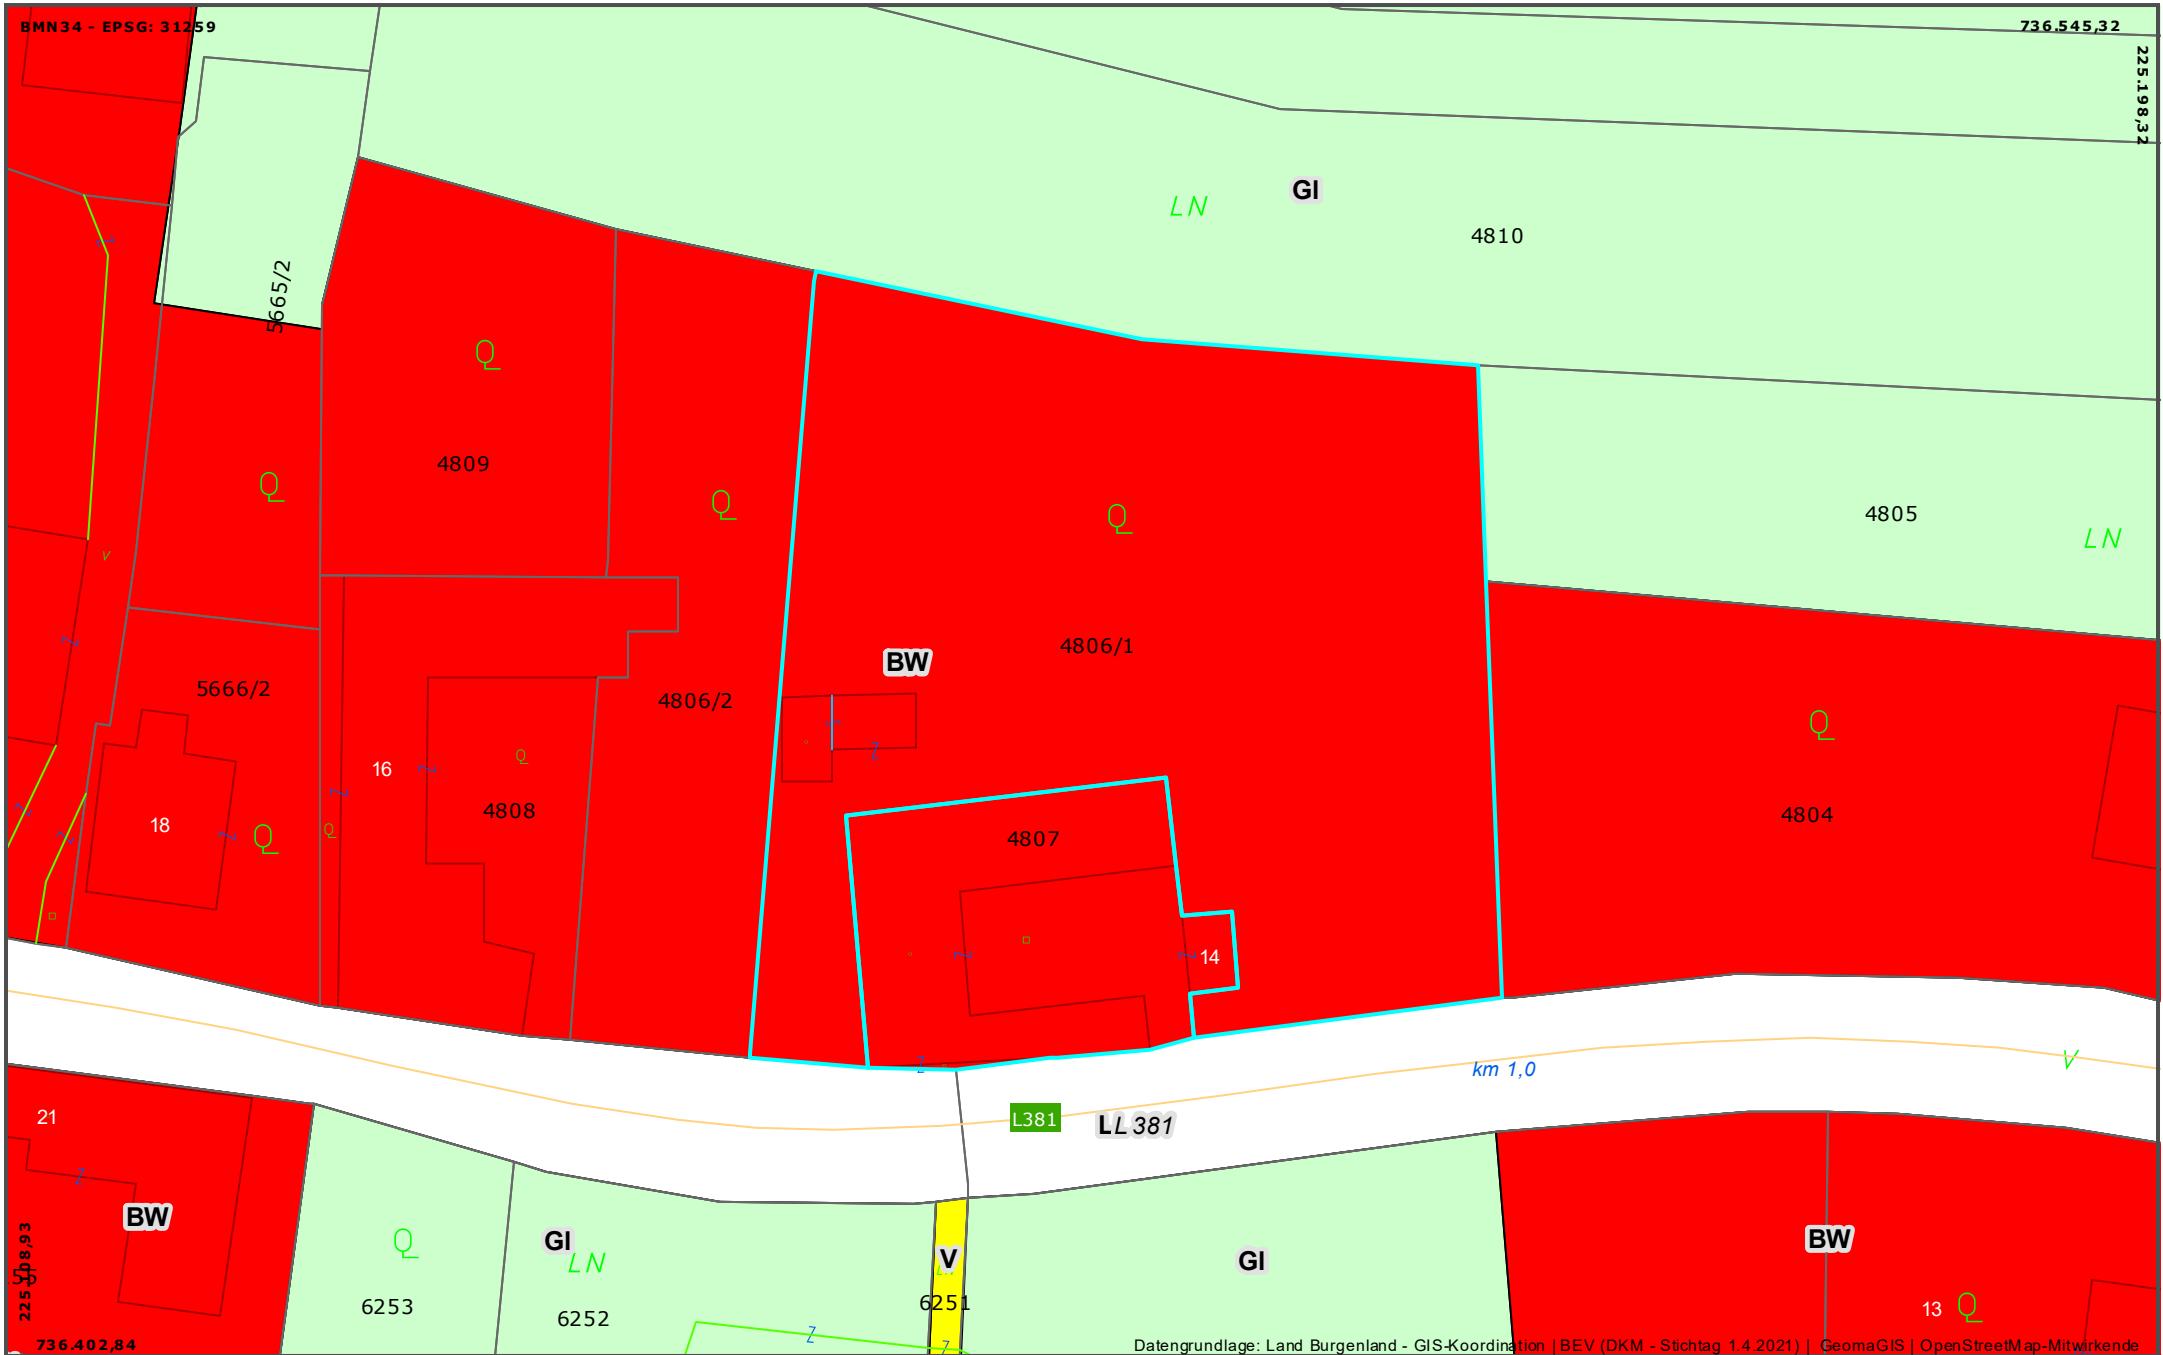 BMN34 - EPSG: 31259
736.545,32
225.198,32
GI
LN
4810
5665/2
Q
4809
Q
Q
Q
4805
LN
v
4806/1
BW
5666/2
4806/2
Q
16
Q
Z
4808
4804
18
Q
Q
4807
14
km 1,0
V
L381
LL 381
21
Z
BW
225.108,93
Q
GI
LN
V
GI
BW
6253
6252
6251
13
Q
Z
Z
736.402,84
Datengrundlage: Land Burgenland - GIS-Koordination | BEV (DKM - Stichtag 1.4.2021) | GeomaGIS | OpenStreetMap-Mitwirkende